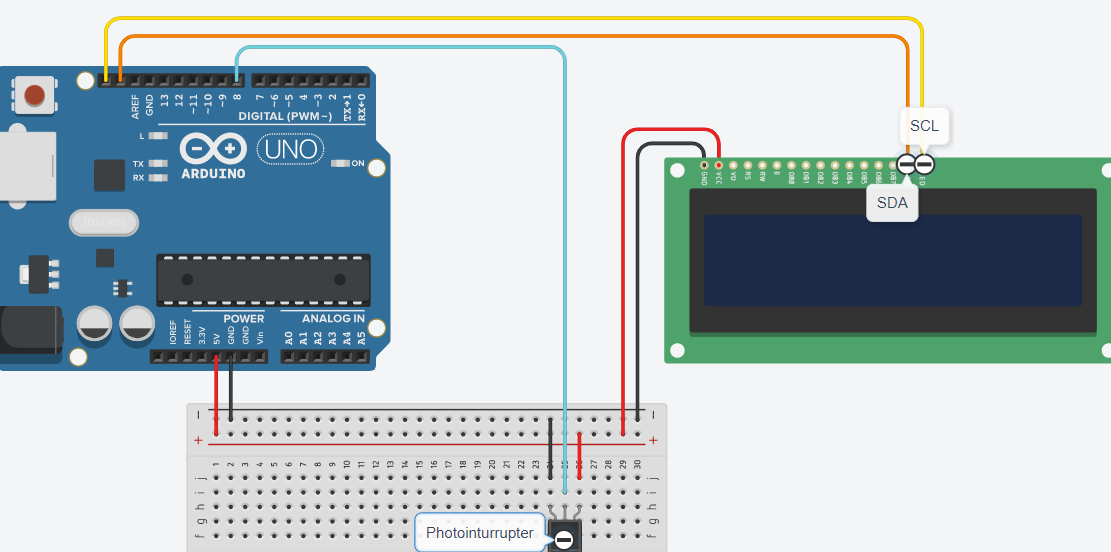 SCL
SDA
AREF
GND
13
12
~11
~10
~9
8
7
~6
~5
4
~3
2
TX→1
RX←0
DIGITAL (PWM~)
L
TX
RX
ARDUINO
UNO
ON
GND
VCC
VO
RS
RW
E
DB0
DB1
DB2
DB3
DB4
DB5
DB6
POWER
ANALOG IN
IOREF
RESET
3.3V
5V
GND
GND
Vin
A0
A1
A2
A3
A4
A5
1 2 3 4 5 6 7 8 9 10 11 12 13 14 15 16 17 18 19 20 21 22 23 24 25 26 27 28 29 30
j j
i i
h h
g g
f f
Photointurrupter